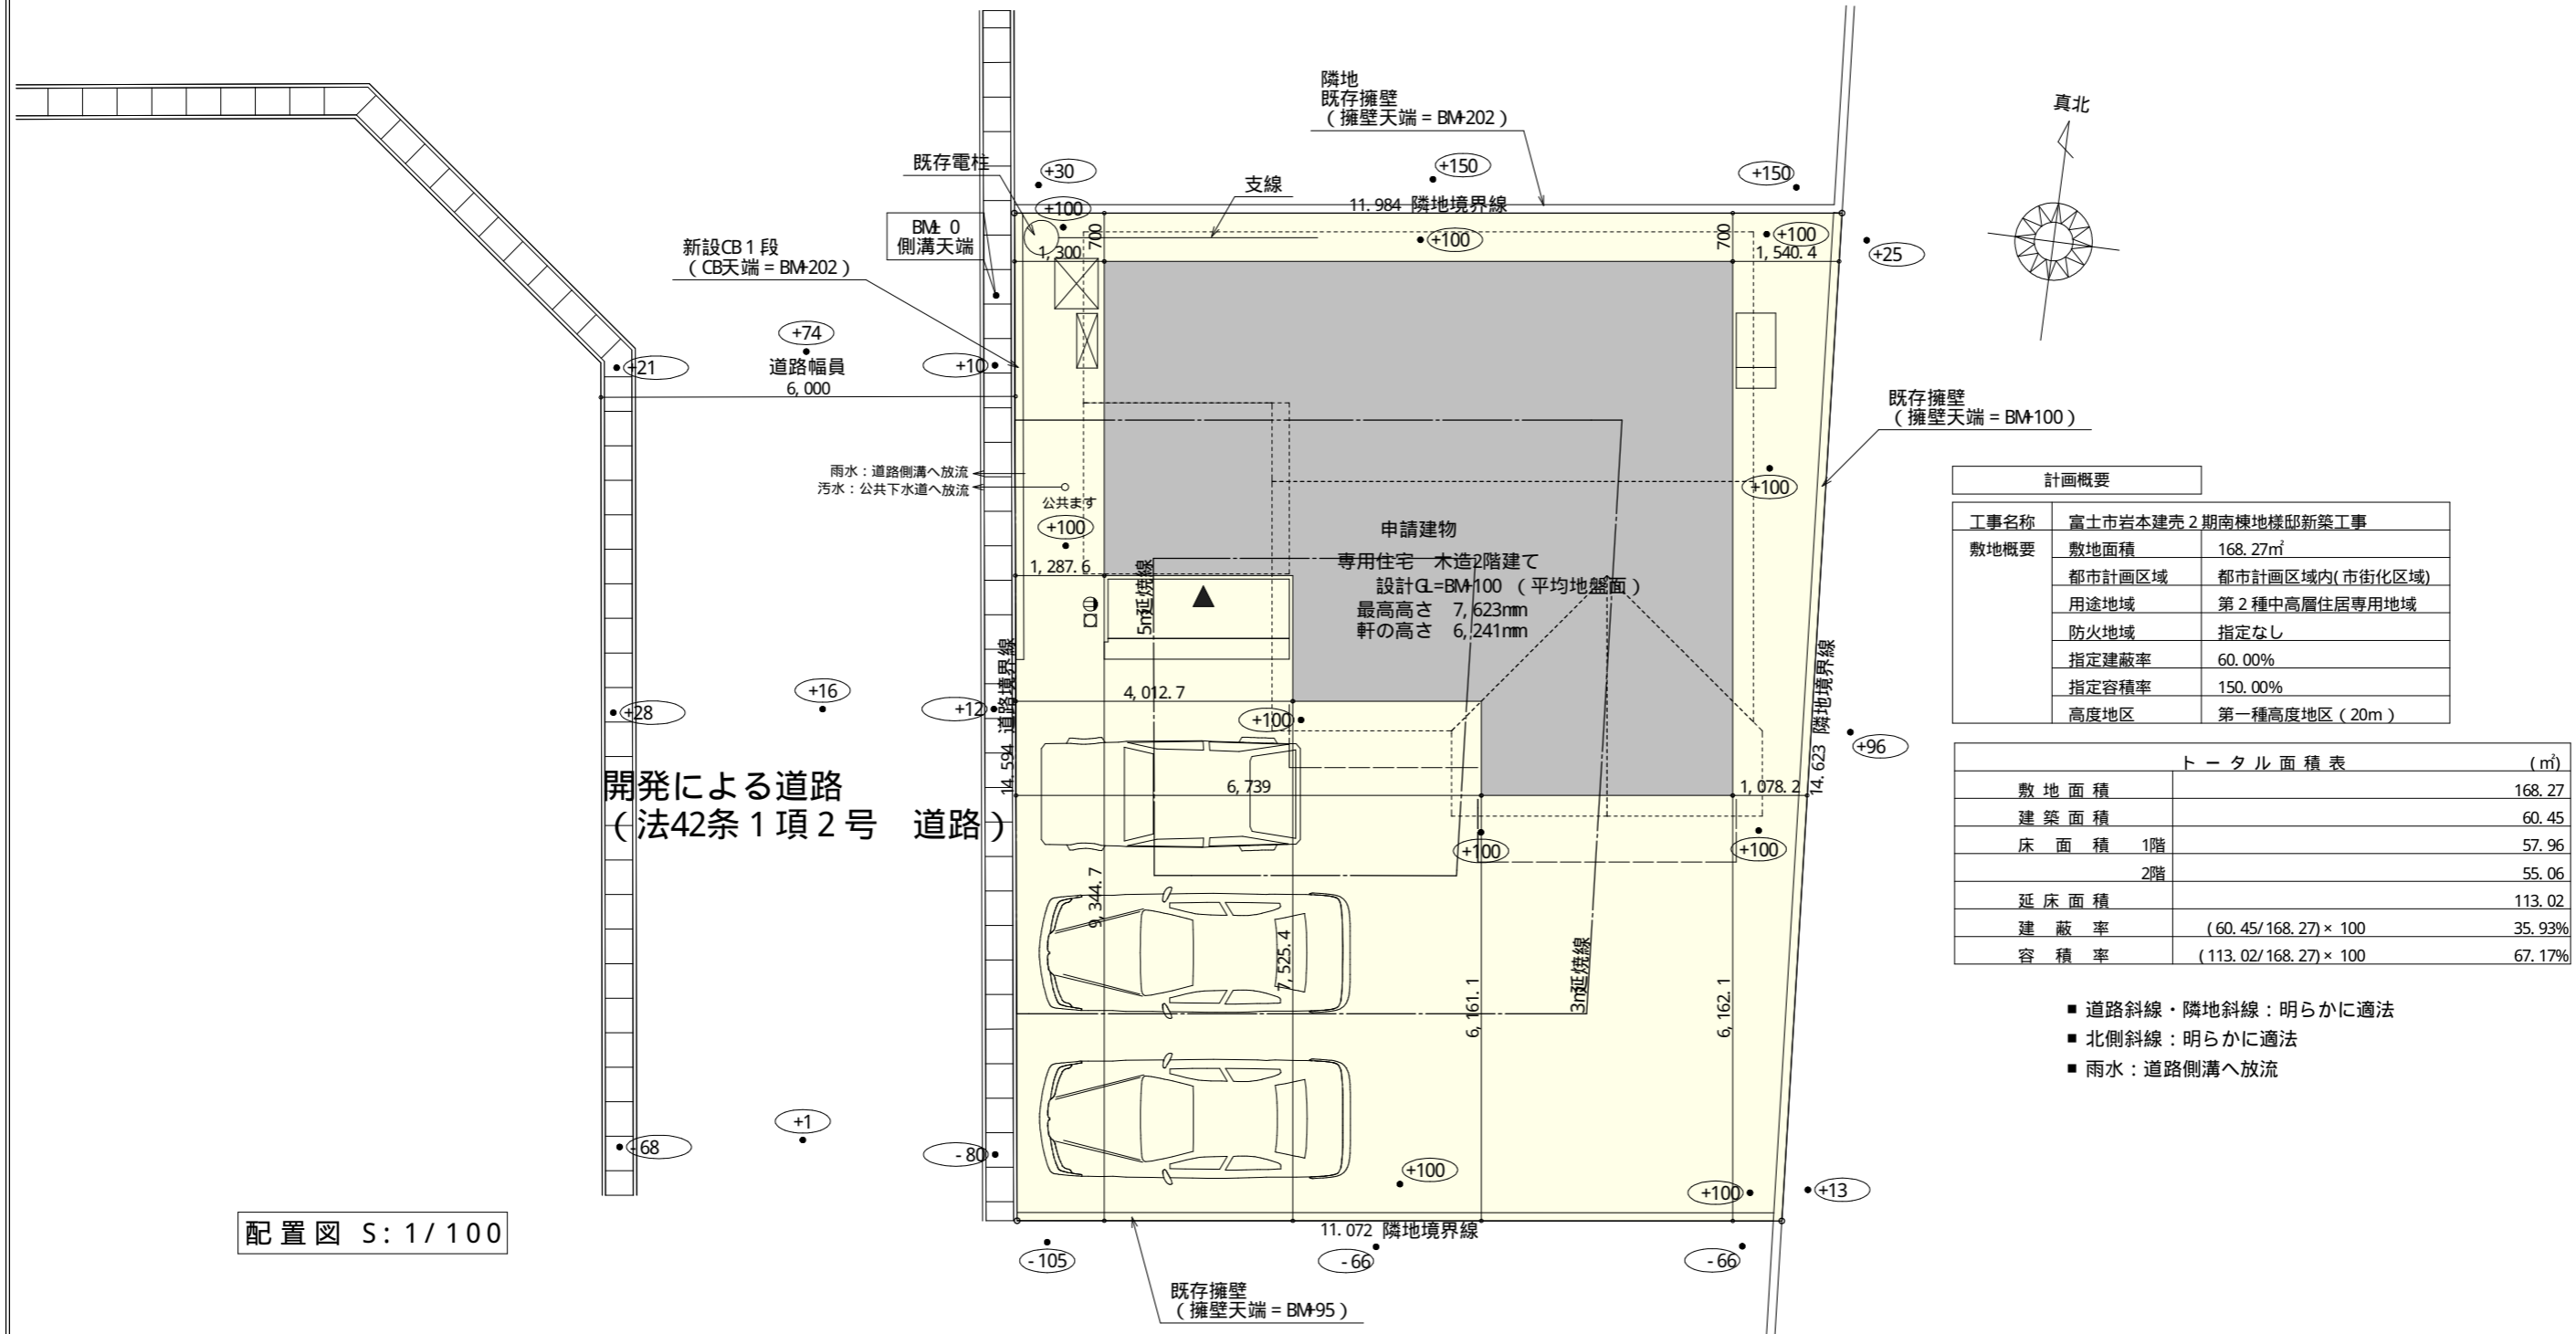 隣地
既存擁壁
（擁壁天端 = BM+202）
真北
既存電柱
+30
+150
+150
支線
11.984 隣地境界線
+100
BM± 0
側溝天端
700
700
+100
+100
+25
新設CB 1 段
（CB天端 = BM+202）
1,300
1,540.4
+74
道路幅員
6,000
+21
+10
既存擁壁
（擁壁天端 = BM+100）
雨水：道路側溝へ放流
汚水：公共下水道へ放流
公共ます
+100
+100
申請建物
専用住宅　木造2階建て
設計GL=BM+100 （平均地盤面）
最高高さ　7,623mm
軒の高さ　6,241mm
1,287.6
5m延焼線
4,012.7
+16
+28
+12
14.594 道路境界線
+100
14.623 隣地境界線
+96
開発による道路
（法42条 1 項 2 号　道路）
6,739
1,078.2
+100
+100
9,344.7
7,525.4
6,161.1
3m延焼線
6,162.1
+1
-68
-80
+100
+100
+13
11.072 隣地境界線
-105
-66
-66
既存擁壁
（擁壁天端 = BM+95）
配置図 S: 1/100
計画概要
工事名称 富士市岩本建売 2 期南棟地様邸新築工事
敷地概要 敷地面積 168.27㎡
都市計画区域 都市計画区域内(市街化区域)
用途地域 第 2 種中高層住居専用地域
防火地域 指定なし
指定建蔽率 60.00%
指定容積率 150.00%
高度地区 第一種高度地区（20m）
トータル面積表 (㎡)
敷地面積 168.27
建築面積 60.45
床面積 1階 57.96
2階 55.06
延床面積 113.02
建蔽率 (60.45/168.27)× 100 35.93%
容積率 (113.02/168.27)× 100 67.17%
■ 道路斜線・隣地斜線：明らかに適法
■ 北側斜線：明らかに適法
■ 雨水：道路側溝へ放流